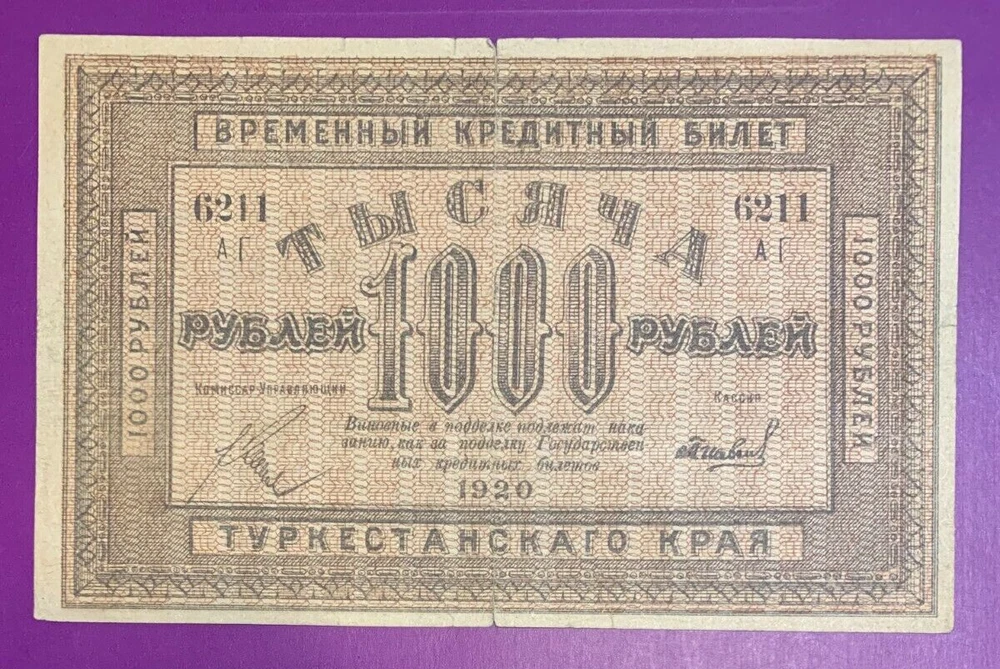 ВРЕМЕННЫЙ КРЕДИТНЫЙ БИЛЕТ
6211 6211
АГ АГ
ТЫСЯЧА
РУБЛЕЙ 1000 РУБЛЕЙ
1000 РУБЛЕЙ
1000 РУБЛЕЙ
Комиссар Управляющий
Кассир
Виновные в подделке подлежат нака
занию, как за подделку Государствен
ных кредитных билетов
1920
ТУРКЕСТАНСКАГО КРАЯ